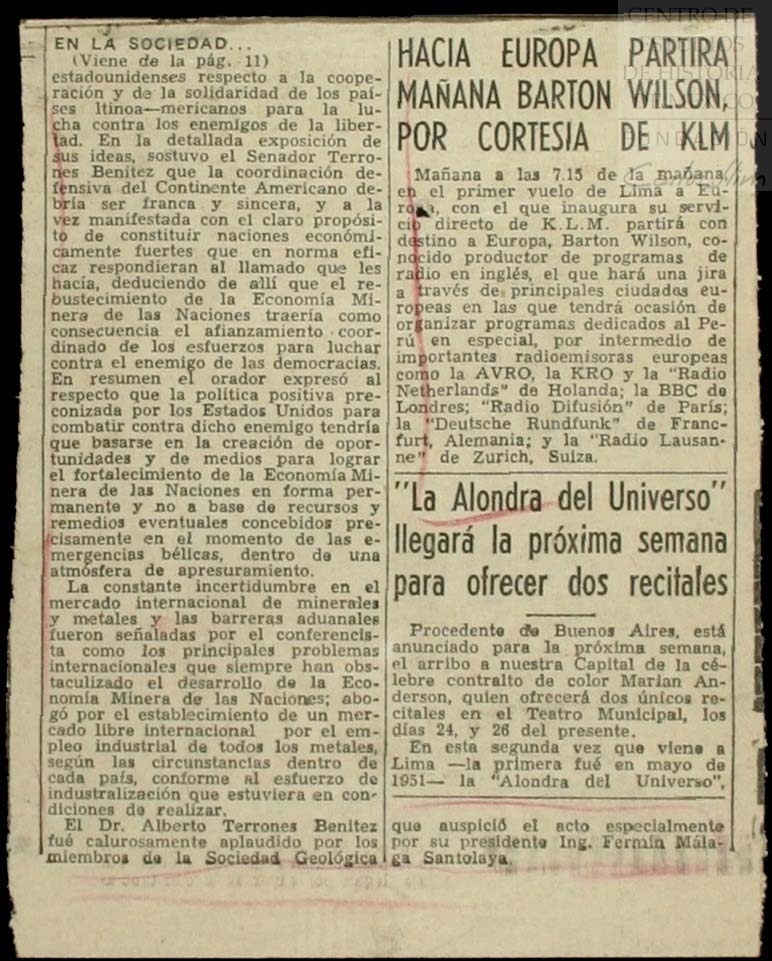 EN LA SOCIEDAD...
(Viene de la pág. 11)
estadounidenses respecto a la coope-
ración y de la solidaridad de los paí-
ses ltinoa—mericanos para la lu-
cha contra los enemigos de la liber-
tad. En la detallada exposición de
sus ideas, sostuvo el Senador Terro-
nes Benitez que la coordinación de-
fensiva del Continente Americano de-
bría ser franca y sincera, y a la
vez manifestada con el claro propósi-
to de constituir naciones económi-
camente fuertes que en norma efi-
caz respondieran al llamado que les
hacía, deduciendo de allí que el re-
bustecimiento de la Economía Mi-
nera de las Naciones traería como
consecuencia el afianzamiento coor-
dinado de los esfuerzos para luchar
contra el enemigo de las democracias.
En resumen el orador expresó al
respecto que la política positiva pre-
conizada por los Estados Unidos para
combatir contra dicho enemigo tendría
que basarse en la creación de opor-
tunidades y de medios para lograr
el fortalecimiento de la Economía Mi
nera de las Naciones en forma per-
manente y no a base de recursos y
remedios eventuales concebidos pre-
cisamente en el momento de las e-
mergencias bélicas, dentro de una
atmósfera de apresuramiento.
La constante incertidumbre en el
mercado internacional de minerales
y metales y las barreras aduanales
fueron señaladas por el conferencis-
ta como los principales problemas
internacionales que siempre han obs-
taculizado el desarrollo de la Eco-
nomía Minera de las Naciones; abo-
gó por el establecimiento de un mer-
cado libre internacional por el em-
pleo industrial de todos los metales,
según las circunstancias dentro de
cada país, conforme al esfuerzo de
industralización que estuviera en con-
diciones de realizar.
El Dr. Alberto Terrones Benitez
fué calurosamente aplaudido por los
miembros de la Sociedad Geológica
que auspició el acto especialmente
por su presidente Ing. Fermín Mála-
ga Santolaya.
HACIA EUROPA PARTIRA
MAÑANA BARTON WILSON,
POR CORTESIA DE KLM
Mañana a las 7.15 de la mañana,
en el primer vuelo de Lima a Eu-
ropa, con el que inaugura su servi-
cio directo de K.L.M. partirá con
destino a Europa, Barton Wilson, co-
nocido productor de programas de
radio en inglés, el que hará una jira
a través de principales ciudades eu-
ropeas en las que tendrá ocasión de
organizar programas dedicados al Pe-
rú en especial, por intermedio de
importantes radioemisoras europeas
como la AVRO, la KRO y la "Radio
Netherlands" de Holanda; la BBC de
Londres; "Radio Difusión" de París;
la "Deutsche Rundfunk" de Franc-
furt, Alemania; y la "Radio Lausan-
ne" de Zurich, Suiza.
"La Alondra del Universo"
llegará la próxima semana
para ofrecer dos recitales
Procedente de Buenos Aires, está
anunciado para la próxima semana,
el arribo a nuestra Capital de la cé-
lebre contralto de color Marian An-
derson, quien ofrecerá dos únicos re-
citales en el Teatro Municipal, los
días 24, y 26 del presente.
En esta segunda vez que viene a
Lima —la primera fué en mayo de
1951— la "Alondra del Universo",
CENTRO DE
DE HISTORIA